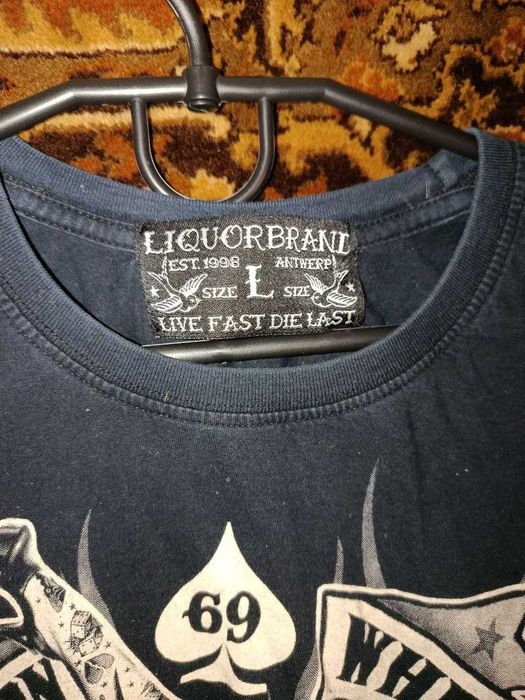 LIQUORBRAND
EST. 1998 ANTWERP
SIZE L SIZE
LIVE FAST DIE LAST
69